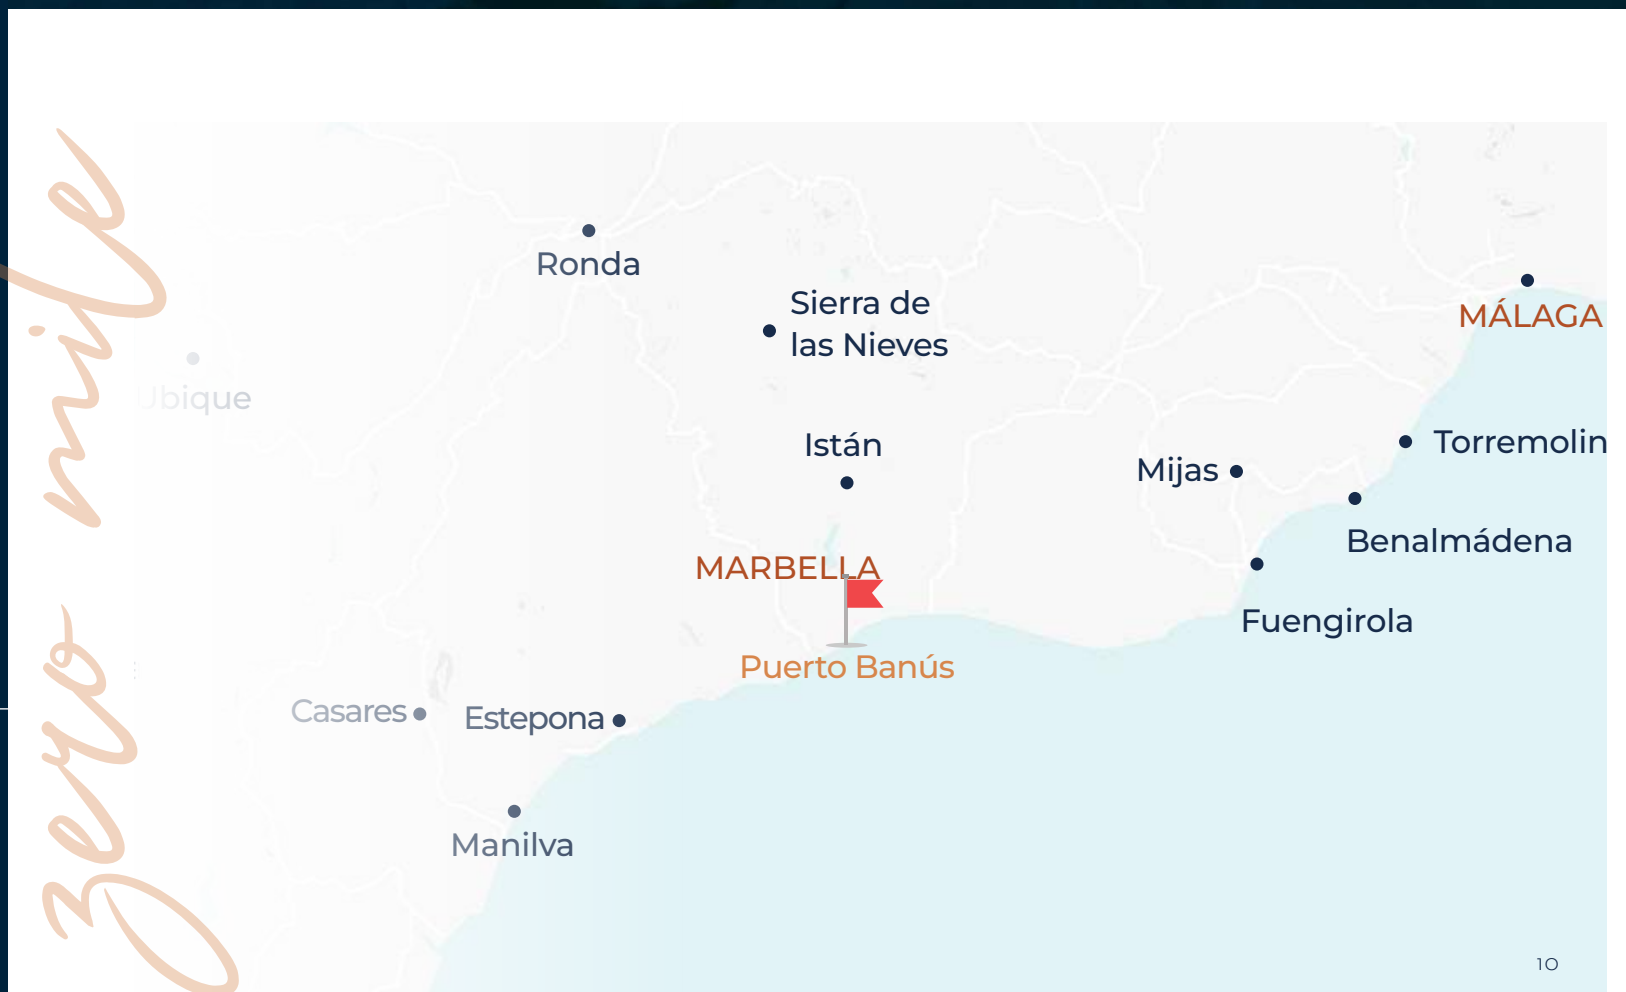 zero mile
Ronda
Sierra de
las Nieves
MÁLAGA
Ubique
Istán
Torremolin
Mijas
Benalmádena
MARBELLA
Fuengirola
Puerto Banús
Casares
Estepona
Manilva
10